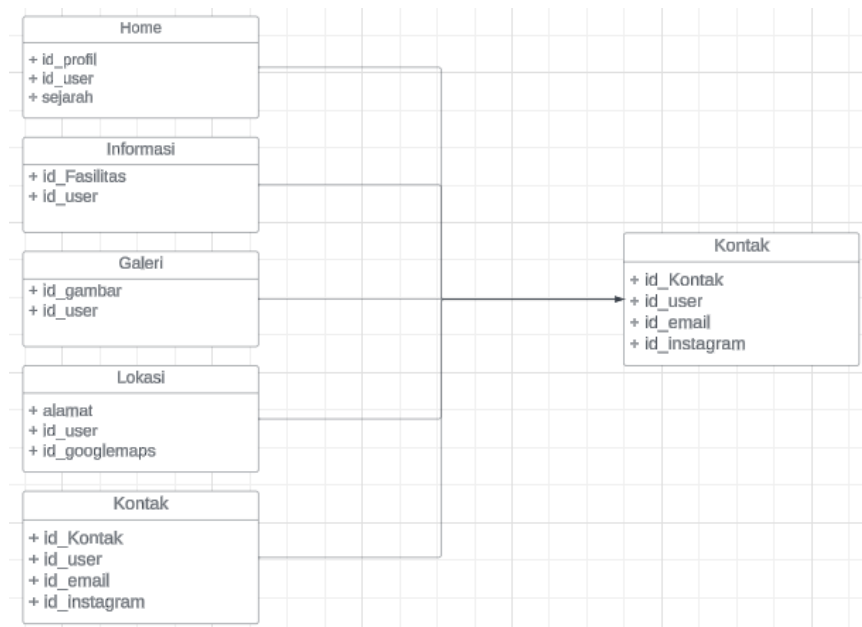 Home
+ id_profil
+ id_user
+ sejarah
Informasi
+ id_Fasilitas
+ id_user
Galeri
+ id_gambar
+ id_user
Lokasi
+ alamat
+ id_user
+ id_googlemaps
Kontak
+ id_Kontak
+ id_user
+ id_email
+ id_instagram
Kontak
+ id_Kontak
+ id_user
+ id_email
+ id_instagram